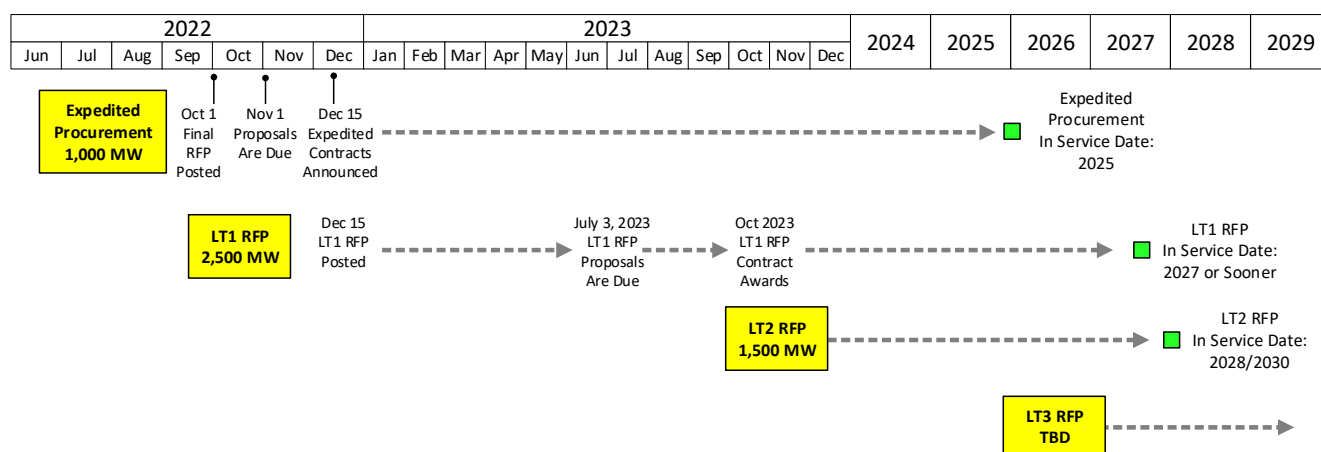 2022
2023
2024
2025
2026
2027
2028
2029
Jun
Jul
Aug
Sep
Oct
Nov
Dec
Jan
Feb
Mar
Apr
May
Jun
Jul
Aug
Sep
Oct
Nov
Dec
Expedited
Procurement
1,000 MW
Oct 1
Final
RFP
Posted
Nov 1
Proposals
Are Due
Dec 15
Expedited
Contracts
Announced
Expedited
Procurement
In Service Date:
2025
LT1 RFP
2,500 MW
Dec 15
LT1 RFP
Posted
July 3, 2023
LT1 RFP
Proposals
Are Due
Oct 2023
LT1 RFP
Contract
Awards
LT1 RFP
In Service Date:
2027 or Sooner
LT2 RFP
1,500 MW
LT2 RFP
In Service Date:
2028/2030
LT3 RFP
TBD